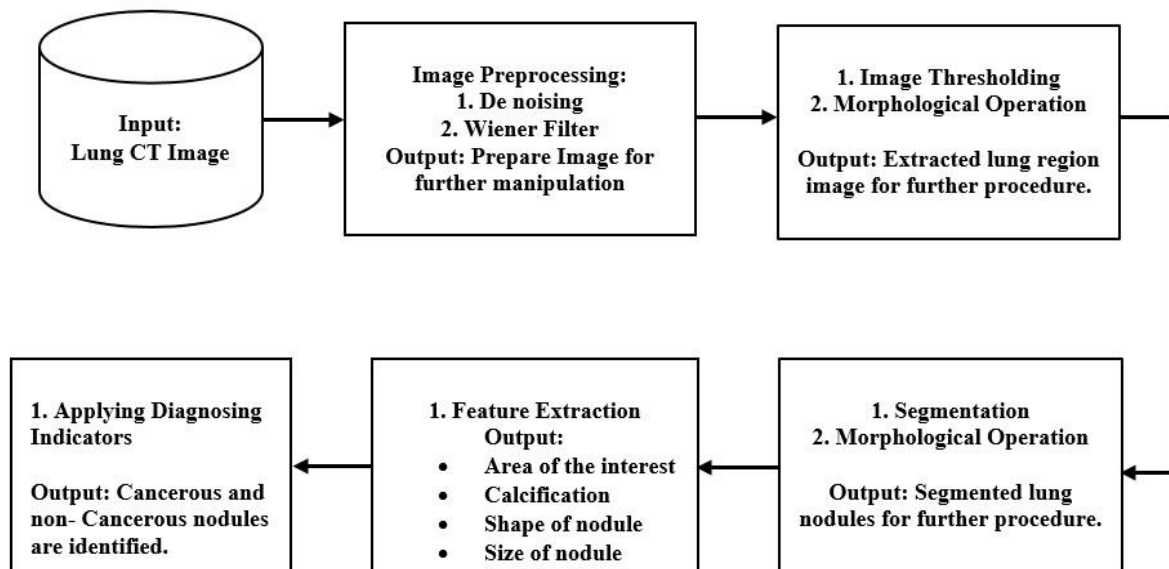 Input:
Lung CT Image
Image Preprocessing:
1. De noising
2. Wiener Filter
Output: Prepare Image for
further manipulation
1. Image Thresholding
2. Morphological Operation
Output: Extracted lung region
image for further procedure.
1. Segmentation
2. Morphological Operation
Output: Segmented lung
nodules for further procedure.
1. Feature Extraction
Output:
• Area of the interest
• Calcification
• Shape of nodule
• Size of nodule
1. Applying Diagnosing
Indicators
Output: Cancerous and
non- Cancerous nodules
are identified.